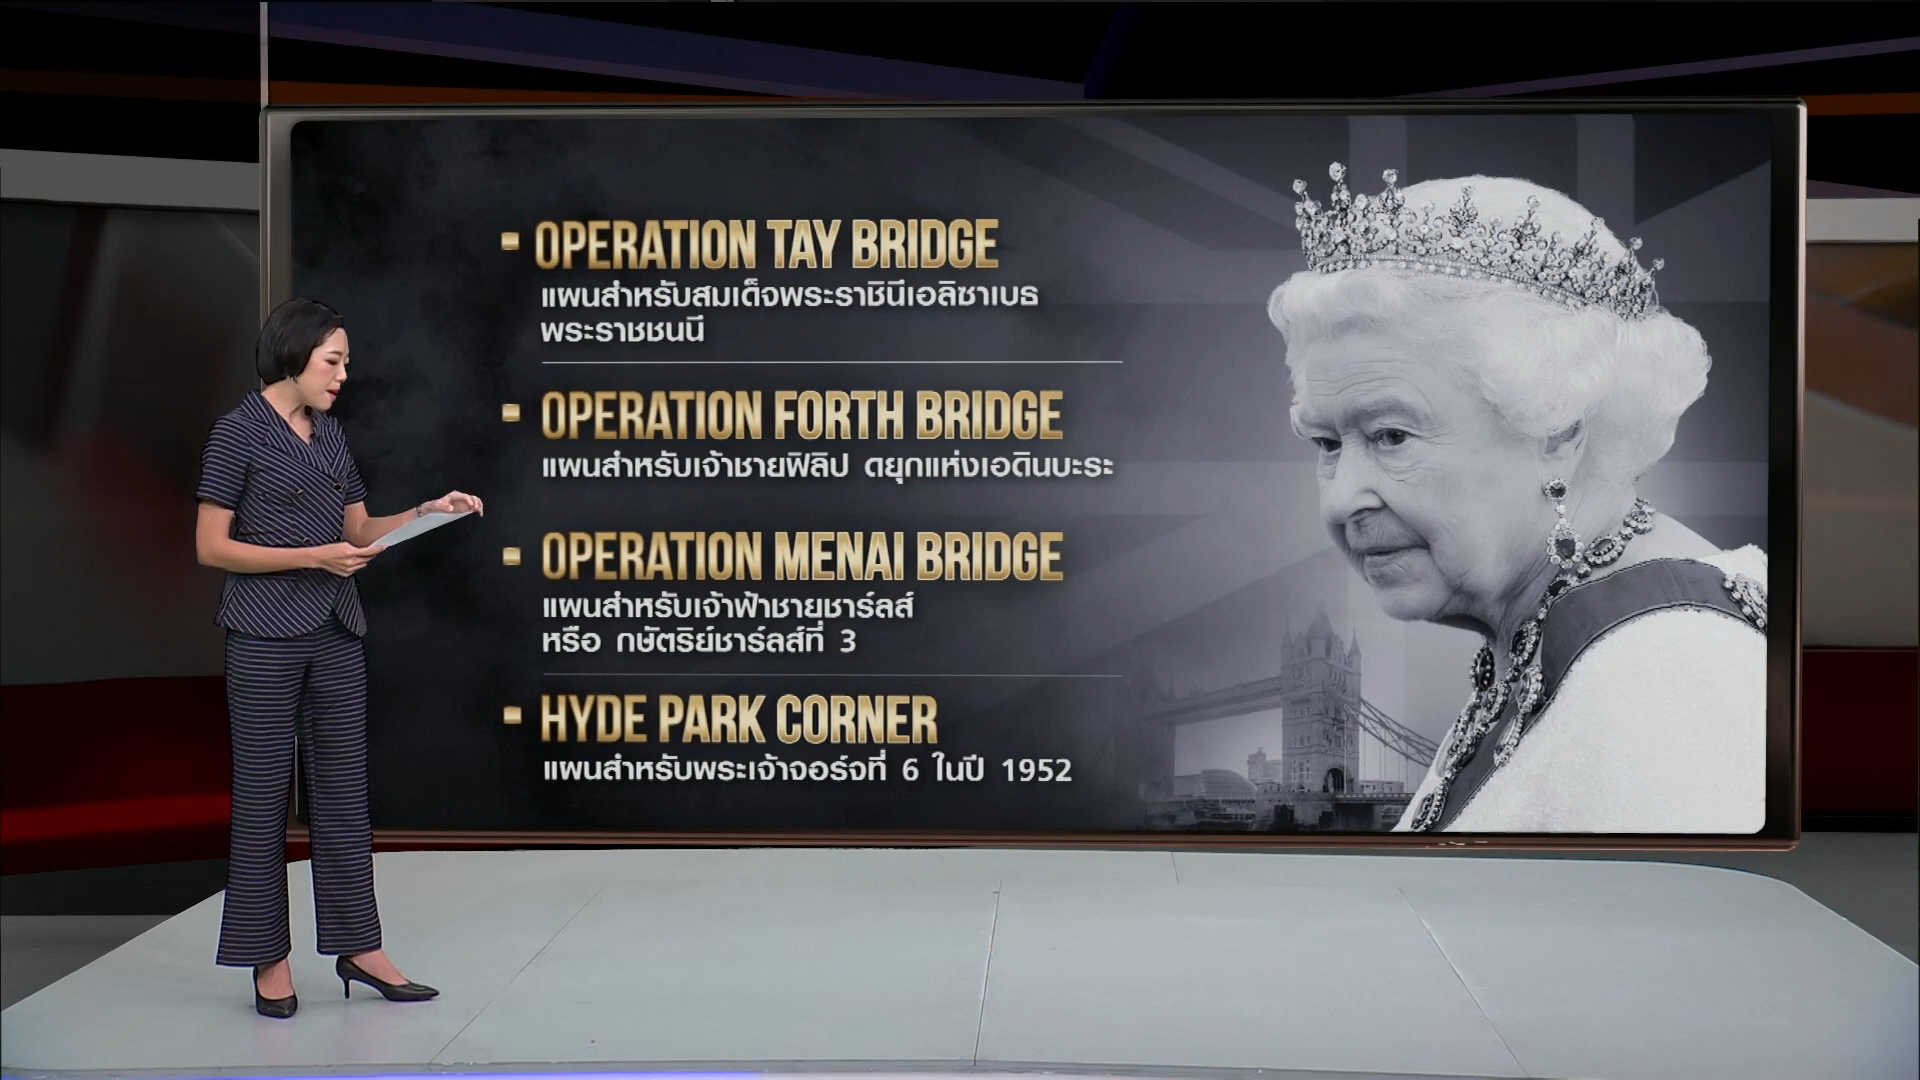 OPERATION TAY BRIDGE
แผนสำหรับสมเด็จพระราชินีเอลิซาเบธ
พระราชชนนี
OPERATION FORTH BRIDGE
แผนสำหรับเจ้าชายฟิลิป ดยุกแห่งเอดินบะระ
OPERATION MENAI BRIDGE
แผนสำหรับเจ้าฟ้าชายชาร์ลส์
หรือ กษัตริย์ชาร์ลส์ที่ 3
HYDE PARK CORNER
แผนสำหรับพระเจ้าจอร์จที่ 6 ในปี 1952